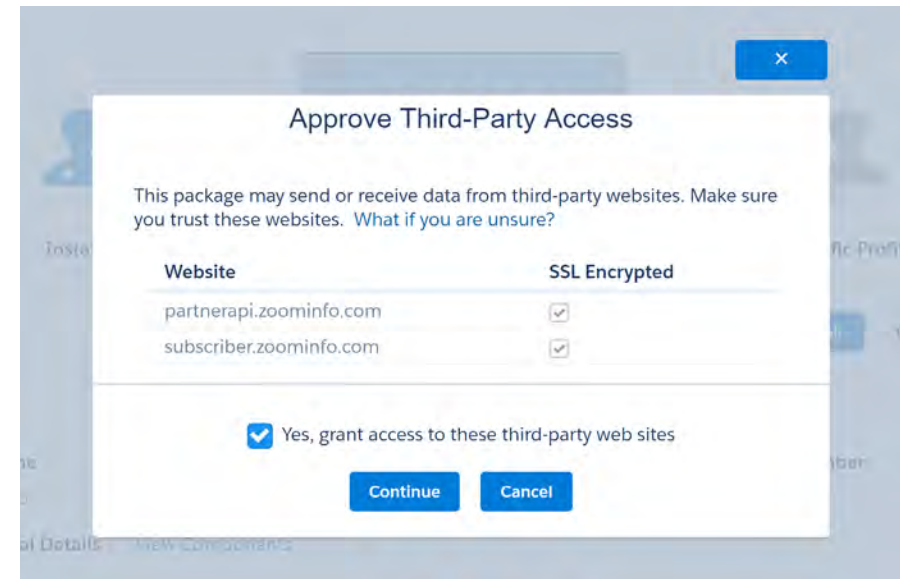 Approve Third-Party Access
This package may send or receive data from third-party websites. Make sure
you trust these websites. What if you are unsure?
Website SSL Encrypted
partnerapi.zoominfo.com
subscriber.zoominfo.com
Yes, grant access to these third-party web sites
Continue Cancel
View Components